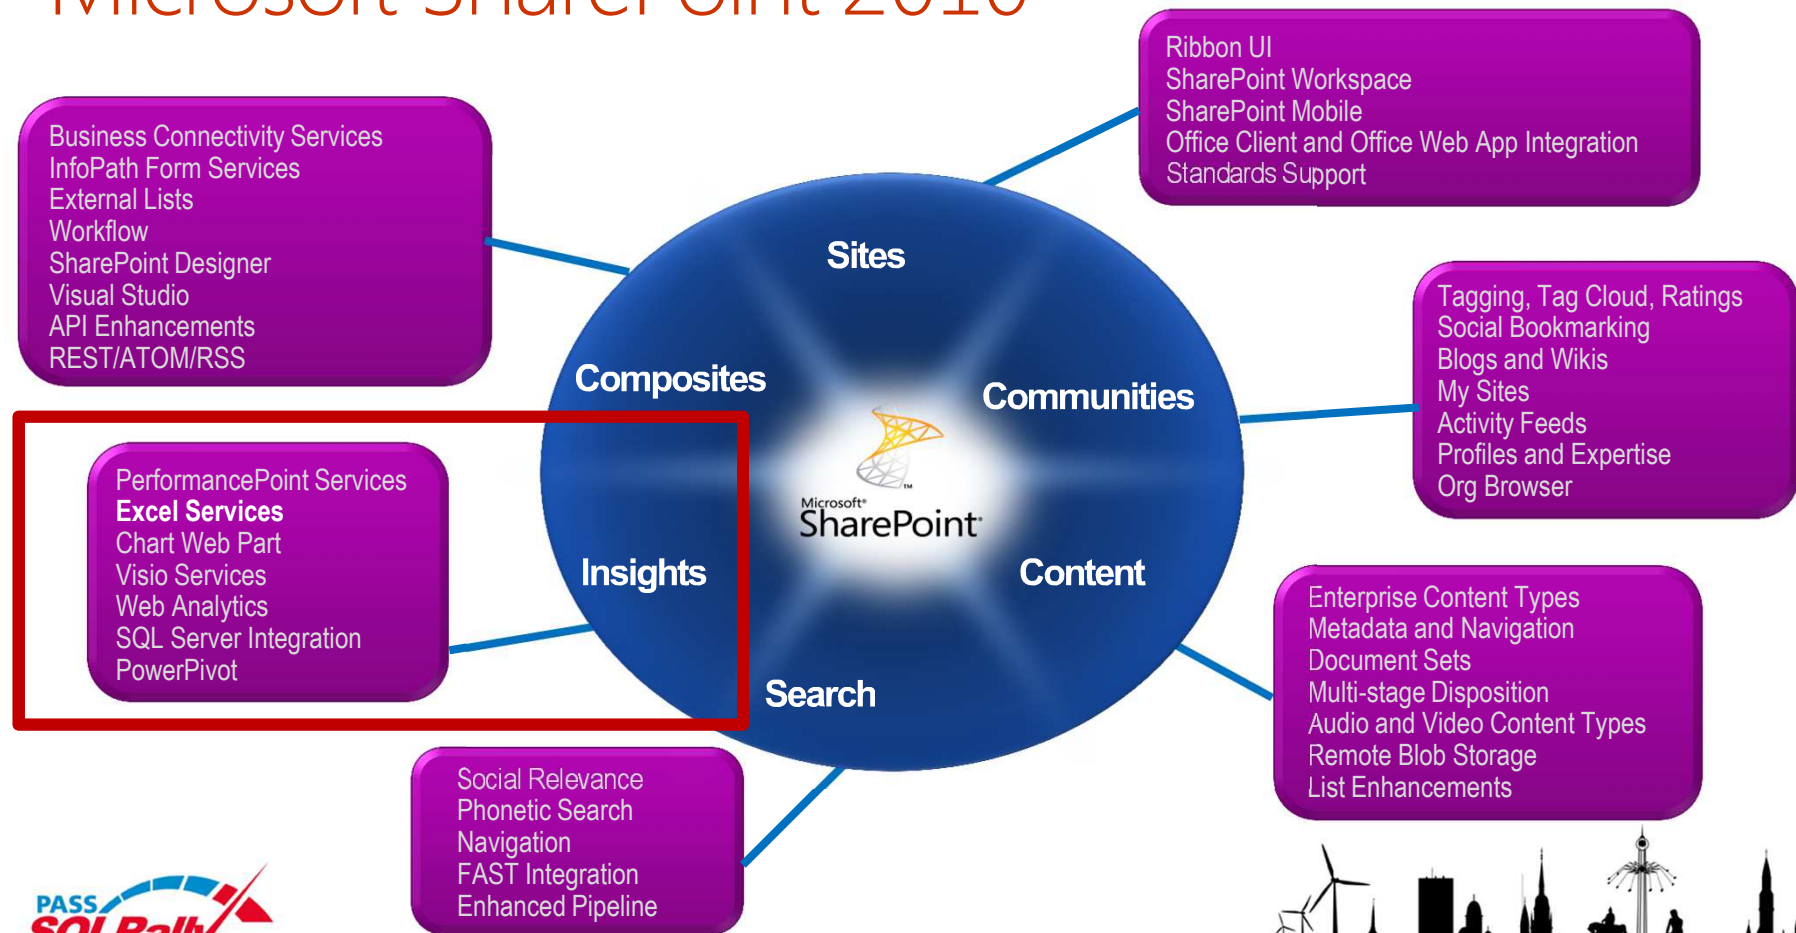 Microsoft SharePoint 2010
Ribbon UI
SharePoint Workspace
SharePoint Mobile
Office Client and Office Web App Integration
Standards Support
Business Connectivity Services
InfoPath Form Services
External Lists
Workflow
SharePoint Designer
Visual Studio
API Enhancements
REST/ATOM/RSS
Sites
Composites
Communities
Insights
Content
Search
Microsoft®
SharePoint
TM
Tagging, Tag Cloud, Ratings
Social Bookmarking
Blogs and Wikis
My Sites
Activity Feeds
Profiles and Expertise
Org Browser
PerformancePoint Services
Excel Services
Chart Web Part
Visio Services
Web Analytics
SQL Server Integration
PowerPivot
Enterprise Content Types
Metadata and Navigation
Document Sets
Multi-stage Disposition
Audio and Video Content Types
Remote Blob Storage
List Enhancements
Social Relevance
Phonetic Search
Navigation
FAST Integration
Enhanced Pipeline
PASS
SQLRally